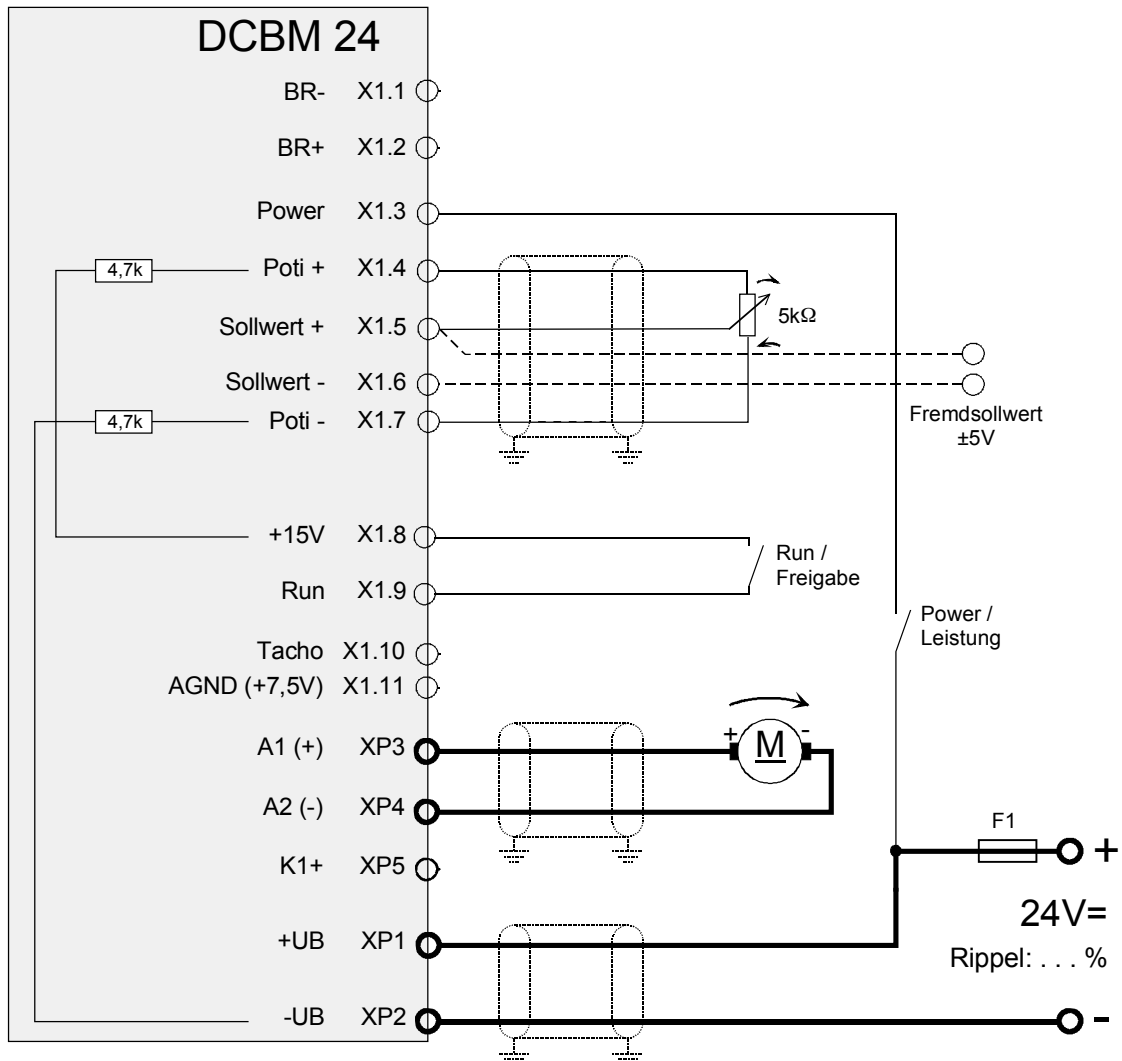 DCBM 24
BR- X1.1
BR+ X1.2
Power X1.3
4,7k Poti + X1.4
5kΩ
Sollwert + X1.5
Sollwert - X1.6
4,7k Poti - X1.7
Fremdsollwert
±5V
+15V X1.8
Run /
Freigabe
Run X1.9
Power /
Leistung
Tacho X1.10
AGND (+7,5V) X1.11
A1 (+) XP3
+ M -
A2 (-) XP4
F1
K1+ XP5
+
24V=
+UB XP1
Rippel: . . . %
-UB XP2
-